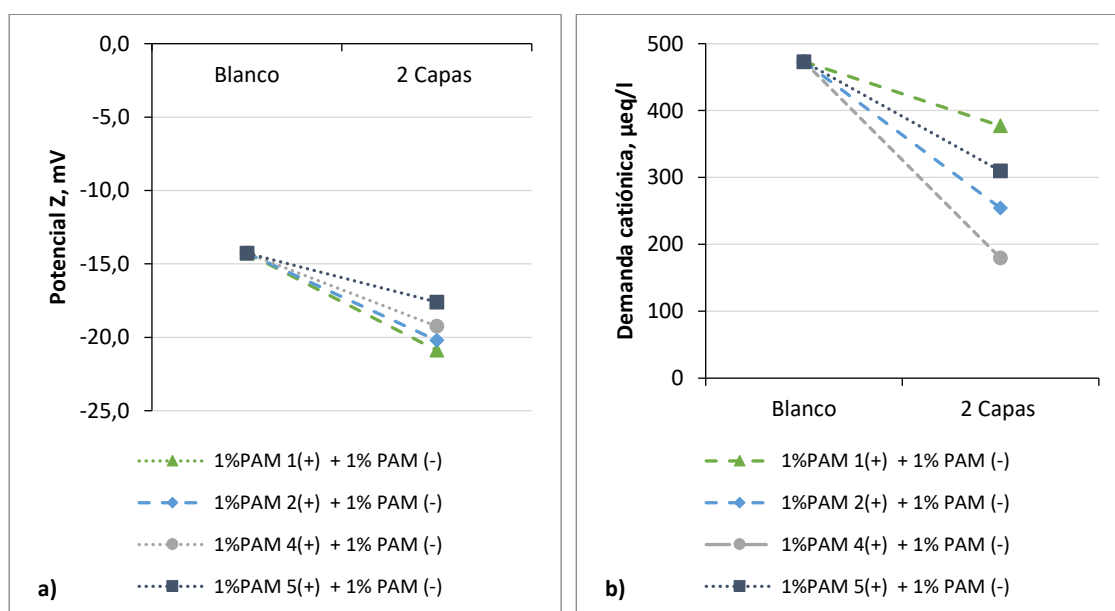 0,0
-5,0
-10,0
-15,0
-20,0
-25,0
Potencial Z, mV
Blanco 2 Capas
1%PAM 1(+) + 1% PAM (-)
1%PAM 2(+) + 1% PAM (-)
1%PAM 4(+) + 1% PAM (-)
1%PAM 5(+) + 1% PAM (-)
a)
500
400
300
200
100
0
Demanda catiónica, µeq/l
Blanco 2 Capas
1%PAM 1(+) + 1% PAM (-)
1%PAM 2(+) + 1% PAM (-)
1%PAM 4(+) + 1% PAM (-)
1%PAM 5(+) + 1% PAM (-)
b)